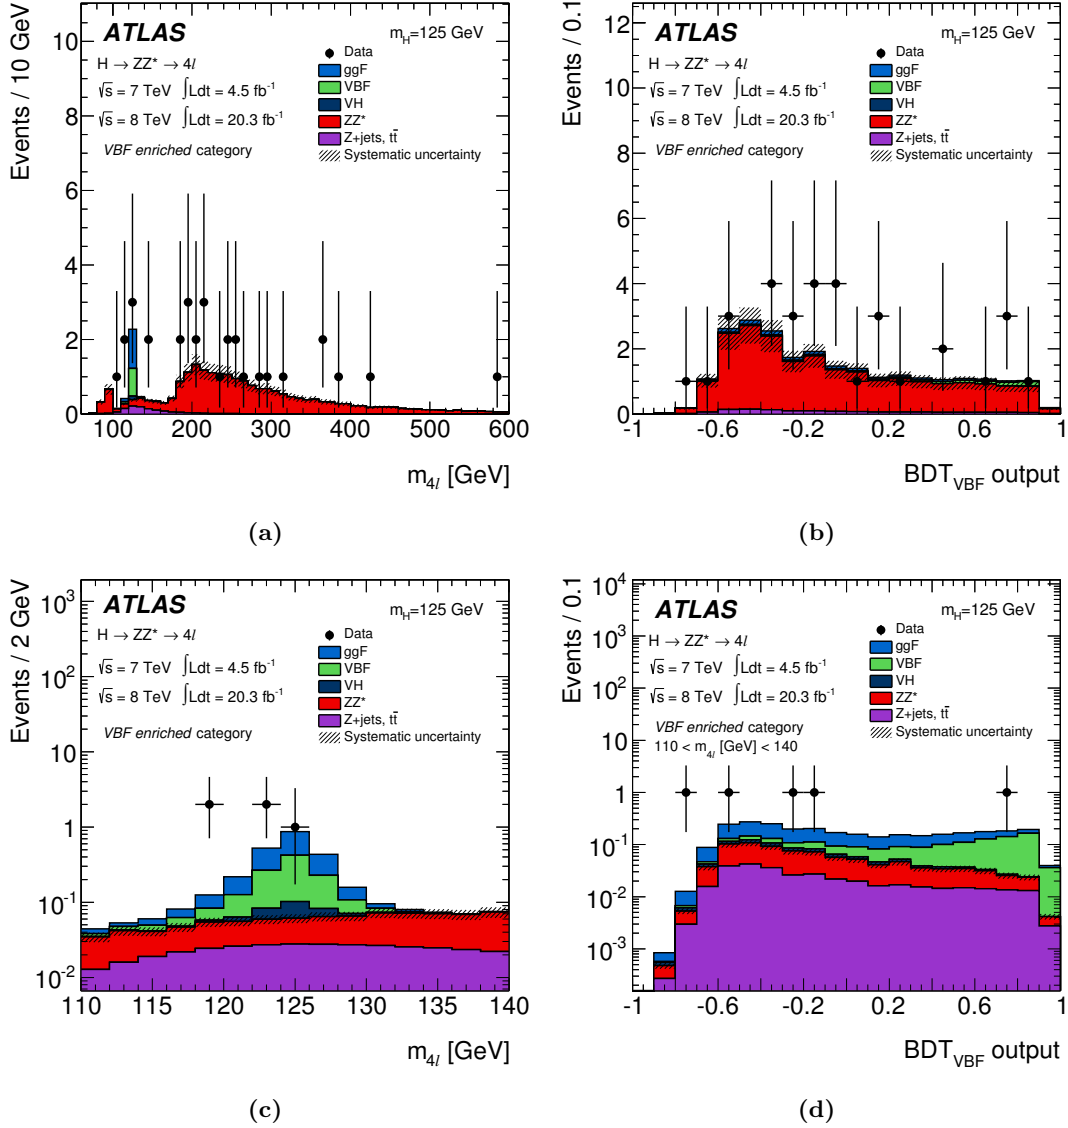 Events / 10 GeV
10
8
6
4
2
0
ATLAS
m_H=125 GeV
H → ZZ* → 4l
√s = 7 TeV ∫Ldt = 4.5 fb⁻¹
√s = 8 TeV ∫Ldt = 20.3 fb⁻¹
VBF enriched category
Data
ggF
VBF
VH
ZZ*
Z+jets, tt̄
Systematic uncertainty
100 200 300 400 500 600
m_4l [GeV]
(a)
Events / 0.1
12
10
8
6
4
2
0
ATLAS
m_H=125 GeV
H → ZZ* → 4l
√s = 7 TeV ∫Ldt = 4.5 fb⁻¹
√s = 8 TeV ∫Ldt = 20.3 fb⁻¹
VBF enriched category
Data
ggF
VBF
VH
ZZ*
Z+jets, tt̄
Systematic uncertainty
-1 -0.6 -0.2 0.2 0.6 1
BDT_VBF output
(b)
Events / 2 GeV
10³
10²
10
1
10⁻¹
10⁻²
ATLAS
m_H=125 GeV
H → ZZ* → 4l
√s = 7 TeV ∫Ldt = 4.5 fb⁻¹
√s = 8 TeV ∫Ldt = 20.3 fb⁻¹
VBF enriched category
Data
ggF
VBF
VH
ZZ*
Z+jets, tt̄
Systematic uncertainty
110 115 120 125 130 135 140
m_4l [GeV]
(c)
Events / 0.1
10⁴
10³
10²
10
1
10⁻¹
10⁻²
10⁻³
ATLAS
m_H=125 GeV
H → ZZ* → 4l
√s = 7 TeV ∫Ldt = 4.5 fb⁻¹
√s = 8 TeV ∫Ldt = 20.3 fb⁻¹
VBF enriched category
110 < m_4l [GeV] < 140
Data
ggF
VBF
VH
ZZ*
Z+jets, tt̄
Systematic uncertainty
-1 -0.6 -0.2 0.2 0.6 1
BDT_VBF output
(d)